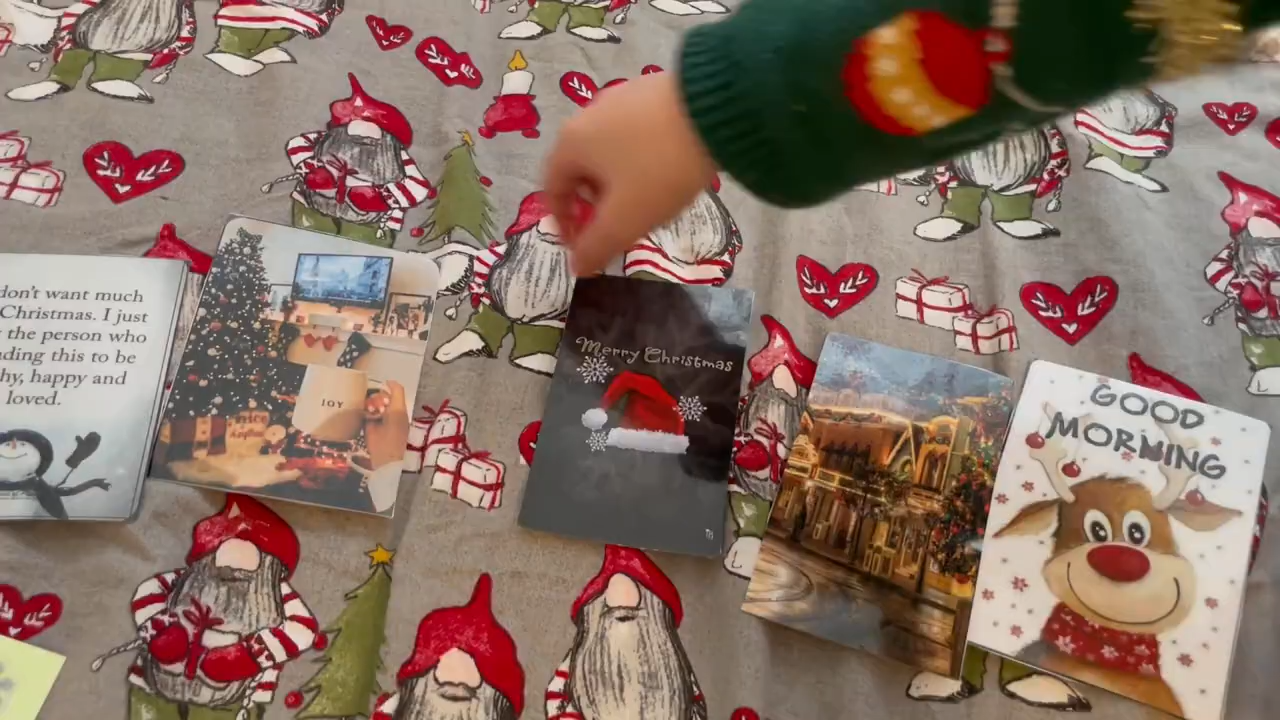 don't want much
Christmas. I just
the person who
ding this to be
hy, happy and
loved.
JOY
Merry Christmas
GOOD
MORNING